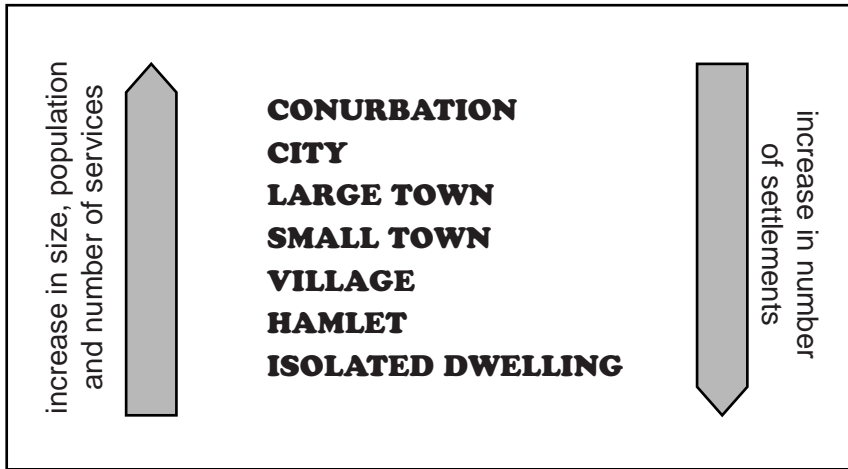 increase in size, population
and number of services
CONURBATION
CITY
LARGE TOWN
SMALL TOWN
VILLAGE
HAMLET
ISOLATED DWELLING
increase in number
of settlements